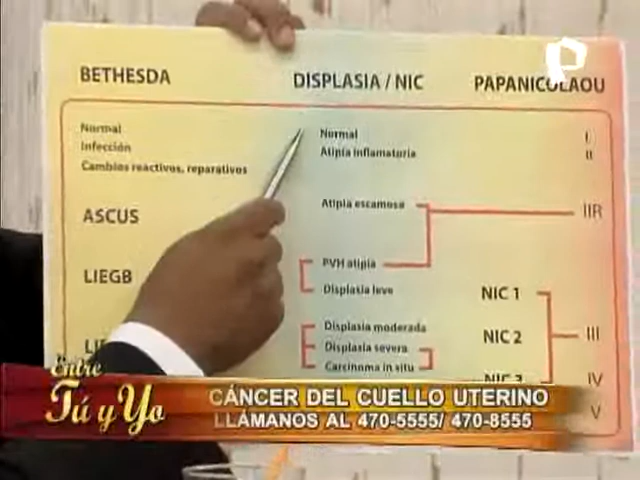 BETHESDA DISPLASIA / NIC PAPANICOLAOU
Normal
Infección
Cambios reactivos, reparativos
Normal I
Atipia inflamatoria II
ASCUS
Atipia escamosa IIR
LIEGB
PVH atipia
Displasia leve
NIC 1
Displasia moderada
Displasia severa
Carcinoma in situ
NIC 2
III
NIC 3
IV
V
Entre
Tú y Yo
CÁNCER DEL CUELLO UTERINO
LLÁMANOS AL 470-5555/ 470-8555